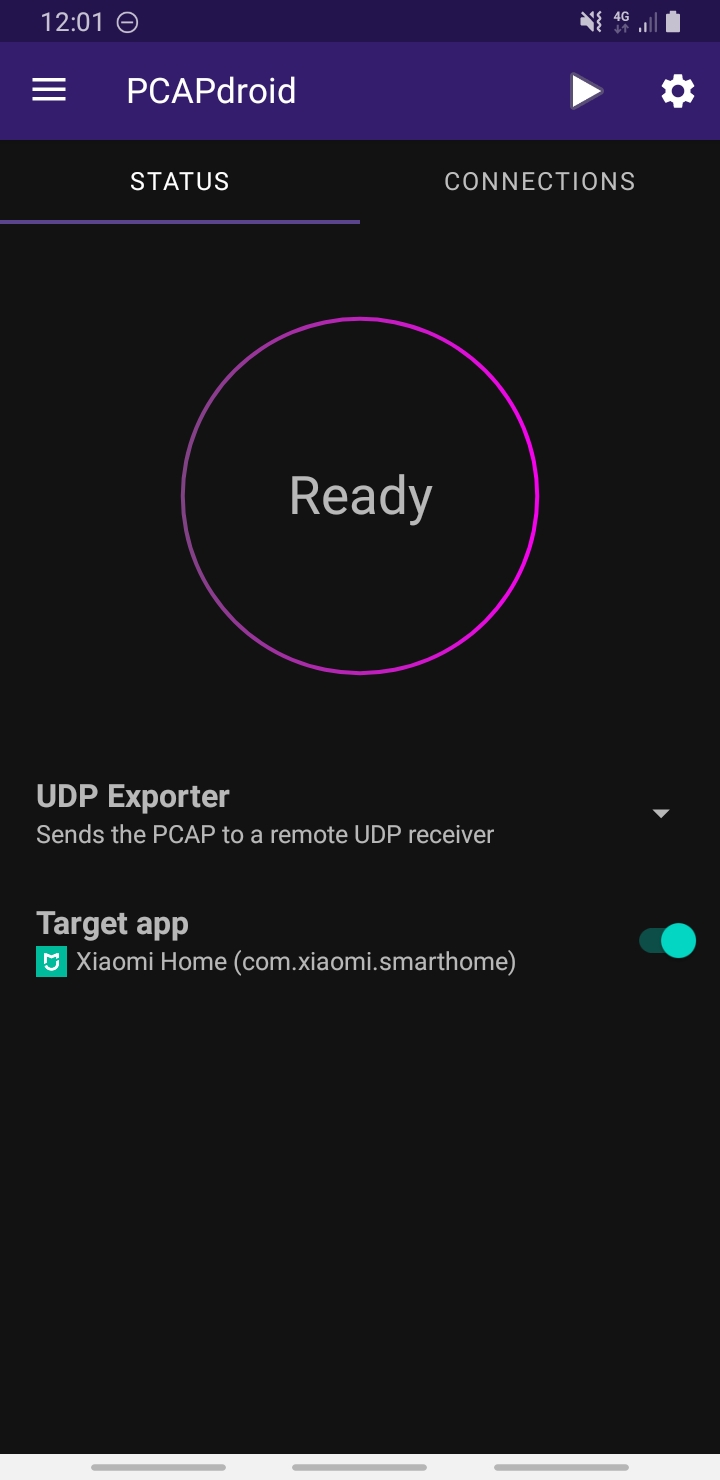 12:01
4G
PCAPdroid
STATUS
CONNECTIONS
Ready
UDP Exporter
Sends the PCAP to a remote UDP receiver
Target app
Xiaomi Home (com.xiaomi.smarthome)